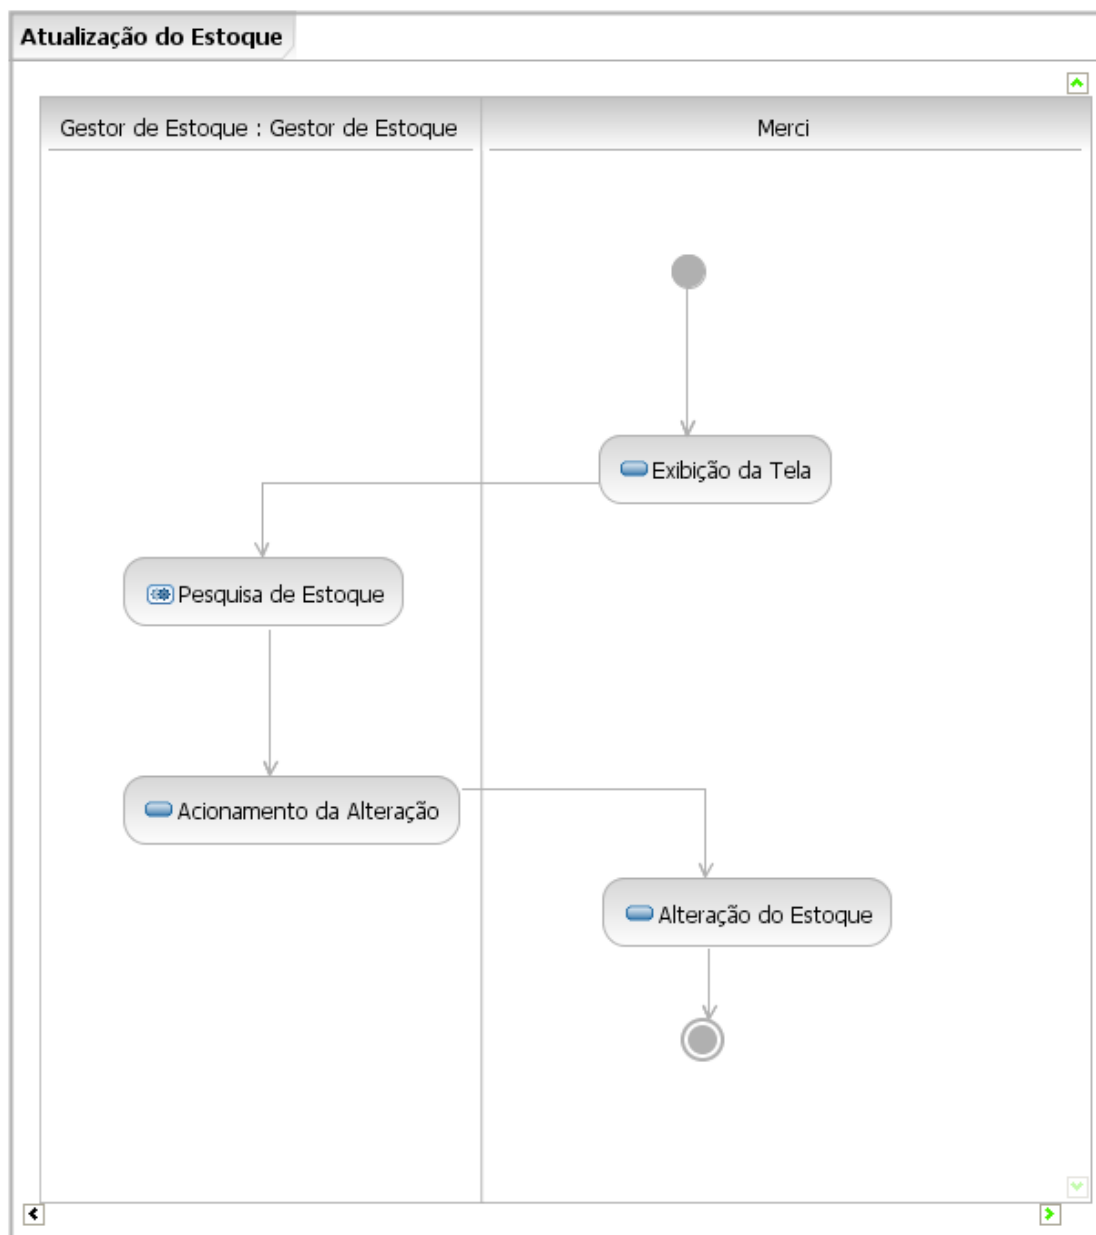 Atualização do Estoque
Gestor de Estoque : Gestor de Estoque
Merci
Exibição da Tela
Pesquisa de Estoque
Acionamento da Alteração
Alteração do Estoque